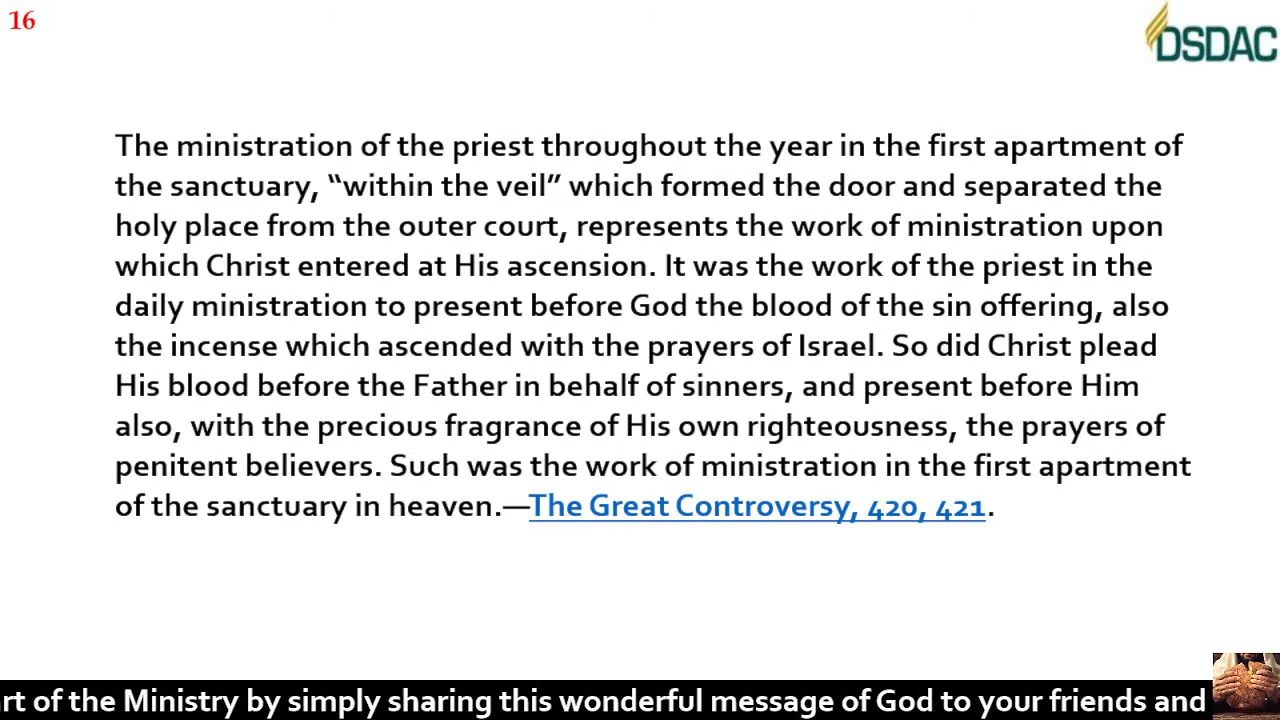 16
DSDAC
The ministration of the priest throughout the year in the first apartment of
the sanctuary, “within the veil” which formed the door and separated the
holy place from the outer court, represents the work of ministration upon
which Christ entered at His ascension. It was the work of the priest in the
daily ministration to present before God the blood of the sin offering, also
the incense which ascended with the prayers of Israel. So did Christ plead
His blood before the Father in behalf of sinners, and present before Him
also, with the precious fragrance of His own righteousness, the prayers of
penitent believers. Such was the work of ministration in the first apartment
of the sanctuary in heaven.—The Great Controversy, 420, 421.
rt of the Ministry by simply sharing this wonderful message of God to your friends and